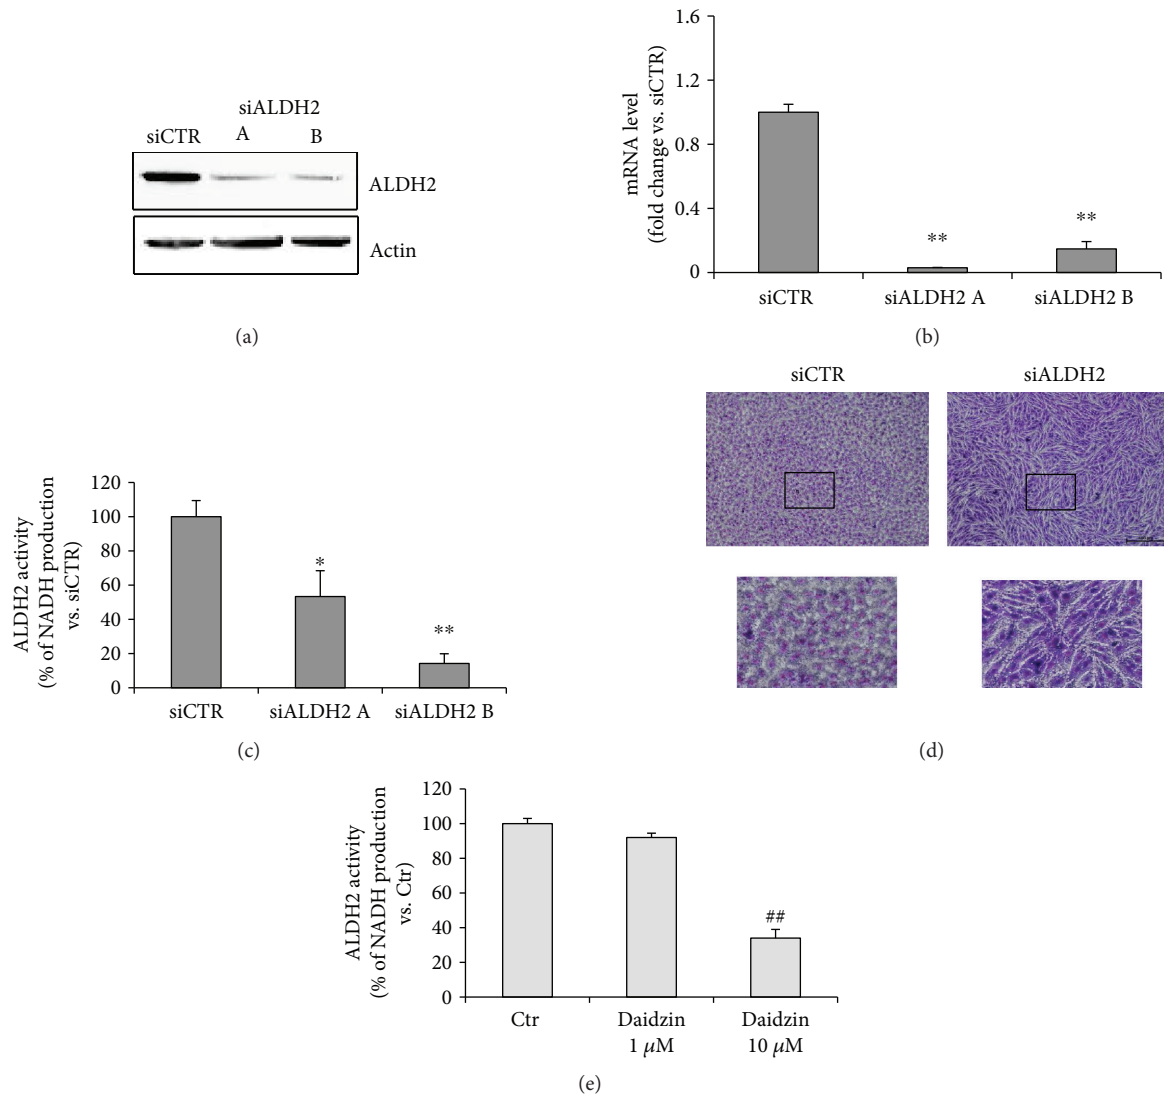 siALDH2
siCTR A B
ALDH2
Actin
(a)
mRNA level
(fold change vs. siCTR)
1.6
1.2
0.8
0.4
0
**
**
siCTR siALDH2 A siALDH2 B
(b)
ALDH2 activity
(% of NADH production
vs. siCTR)
120
100
80
60
40
20
0
*
**
siCTR siALDH2 A siALDH2 B
(c)
siCTR siALDH2
(d)
ALDH2 activity
(% of NADH production
vs. Ctr)
120
100
80
60
40
20
0
##
Ctr Daidzin Daidzin
1 μM 10 μM
(e)